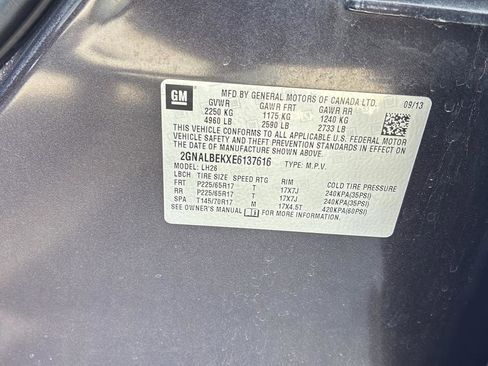 GM
MFD BY GENERAL MOTORS OF CANADA LTD. 09/13
GVWR GAWR FRT GAWR RR
2250 KG 1175 KG 1240 KG
4960 LB 2590 LB 2733 LB
THIS VEHICLE CONFORMS TO ALL APPLICABLE U.S. FEDERAL MOTOR
VEHICLE SAFETY AND THEFT PREVENTION STANDARDS IN EFFECT ON
THE DATE OF MANUFACTURE SHOWN ABOVE.
2GNALBEKXE6137616 TYPE: M.P.V.
MODEL: LH26
LBCH TIRE SIZE SPEED RTG RIM COLD TIRE PRESSURE
FRT P225/65R17 T 17X7J 240KPA(35PSI)
RR P225/65R17 T 17X7J 240KPA(35PSI)
SPA T145/70R17 M 17X4.5T 420KPA(60PSI)
SEE OWNER'S MANUAL FOR MORE INFORMATION